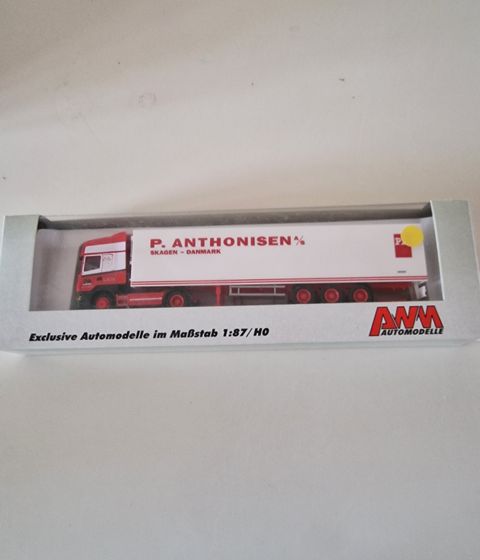 P. ANTHONISEN A/S
SKAGEN - DANMARK
P
Exclusive Automodelle im Maßstab 1:87/H0
AWM
AUTOMODELLE